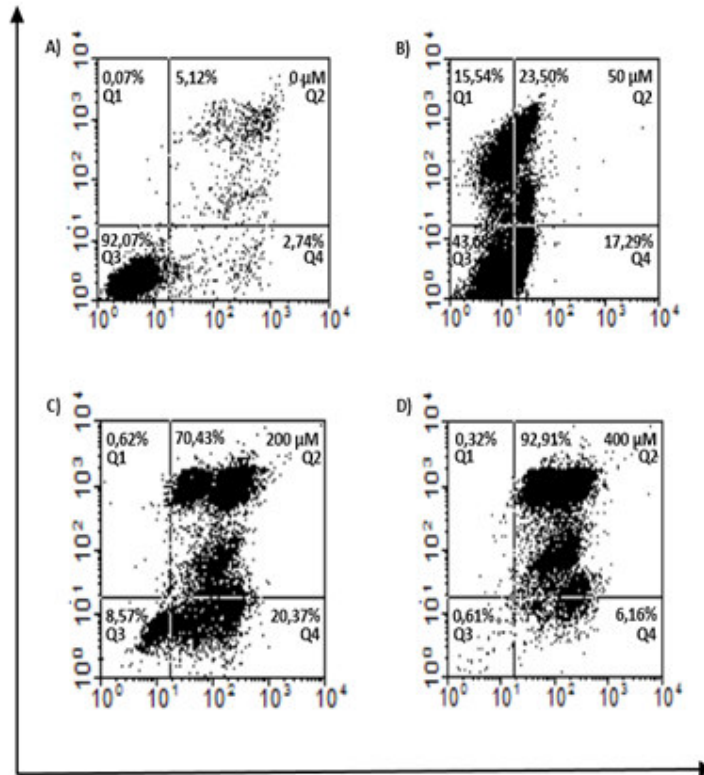 A)
0,07%
Q1
5,12%
0 µM
Q2
92,07%
Q3
2,74%
Q4
10⁴
10³
10²
10¹
10⁰
10⁰ 10¹ 10² 10³ 10⁴
B)
15,54%
Q1
23,50%
50 µM
Q2
Q3
17,29%
Q4
10⁴
10³
10²
10¹
10⁰
10⁰ 10¹ 10² 10³ 10⁴
C)
0,62%
Q1
70,43%
200 µM
Q2
8,57%
Q3
20,37%
Q4
10⁴
10³
10²
10¹
10⁰
10⁰ 10¹ 10² 10³ 10⁴
D)
0,32%
Q1
92,91%
400 µM
Q2
0,61%
Q3
6,16%
Q4
10⁴
10³
10²
10¹
10⁰
10⁰ 10¹ 10² 10³ 10⁴